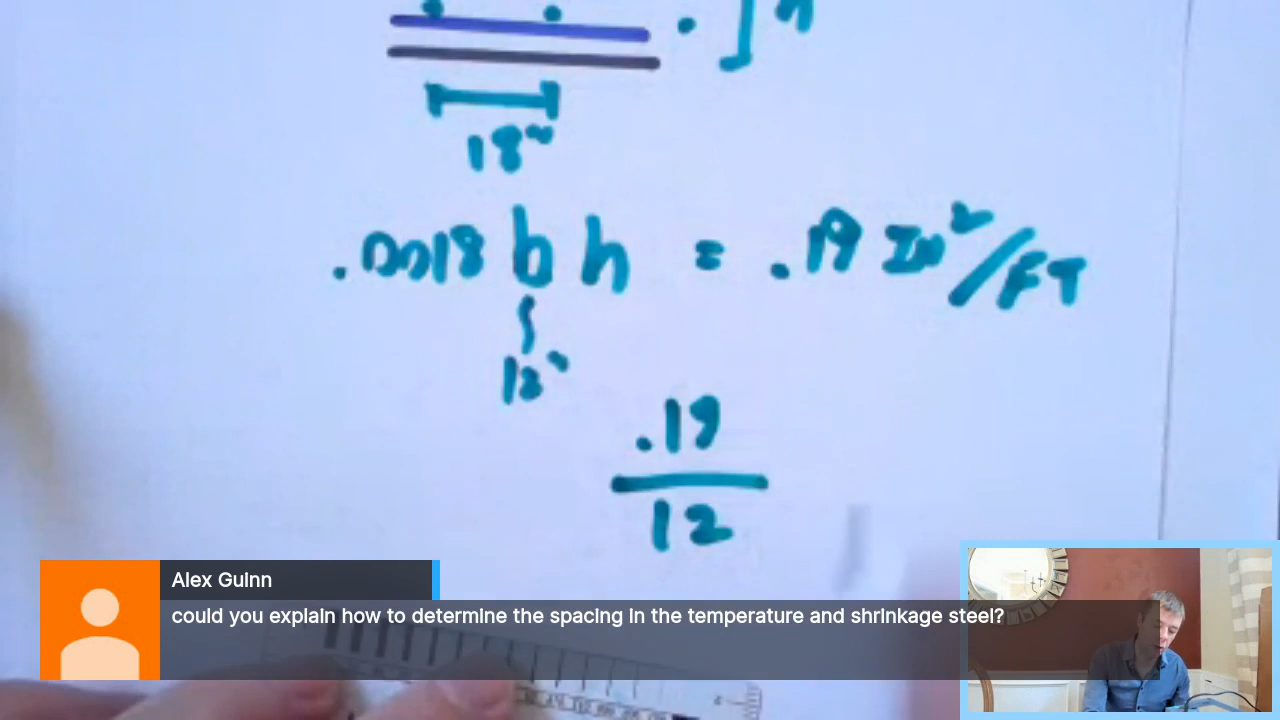 18"
.0018 b h = .19 IN²/FT
12"
.19
12
Alex Guinn
could you explain how to determine the spacing in the temperature and shrinkage steel?